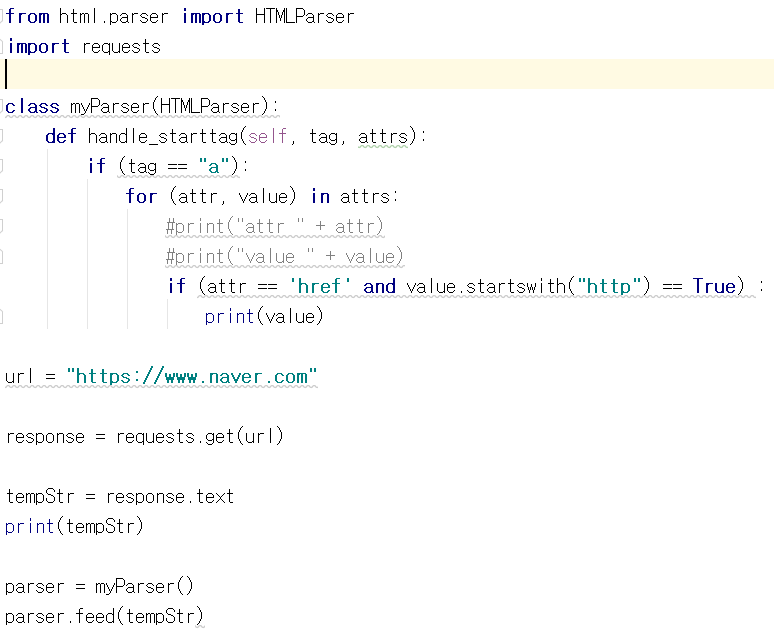 from html.parser import HTMLParser
import requests

class myParser(HTMLParser):
    def handle_starttag(self, tag, attrs):
        if (tag == "a"):
            for (attr, value) in attrs:
                #print("attr " + attr)
                #print("value " + value)
                if (attr == 'href' and value.startswith("http") == True) :
                    print(value)

url = "https://www.naver.com"

response = requests.get(url)

tempStr = response.text
print(tempStr)

parser = myParser()
parser.feed(tempStr)